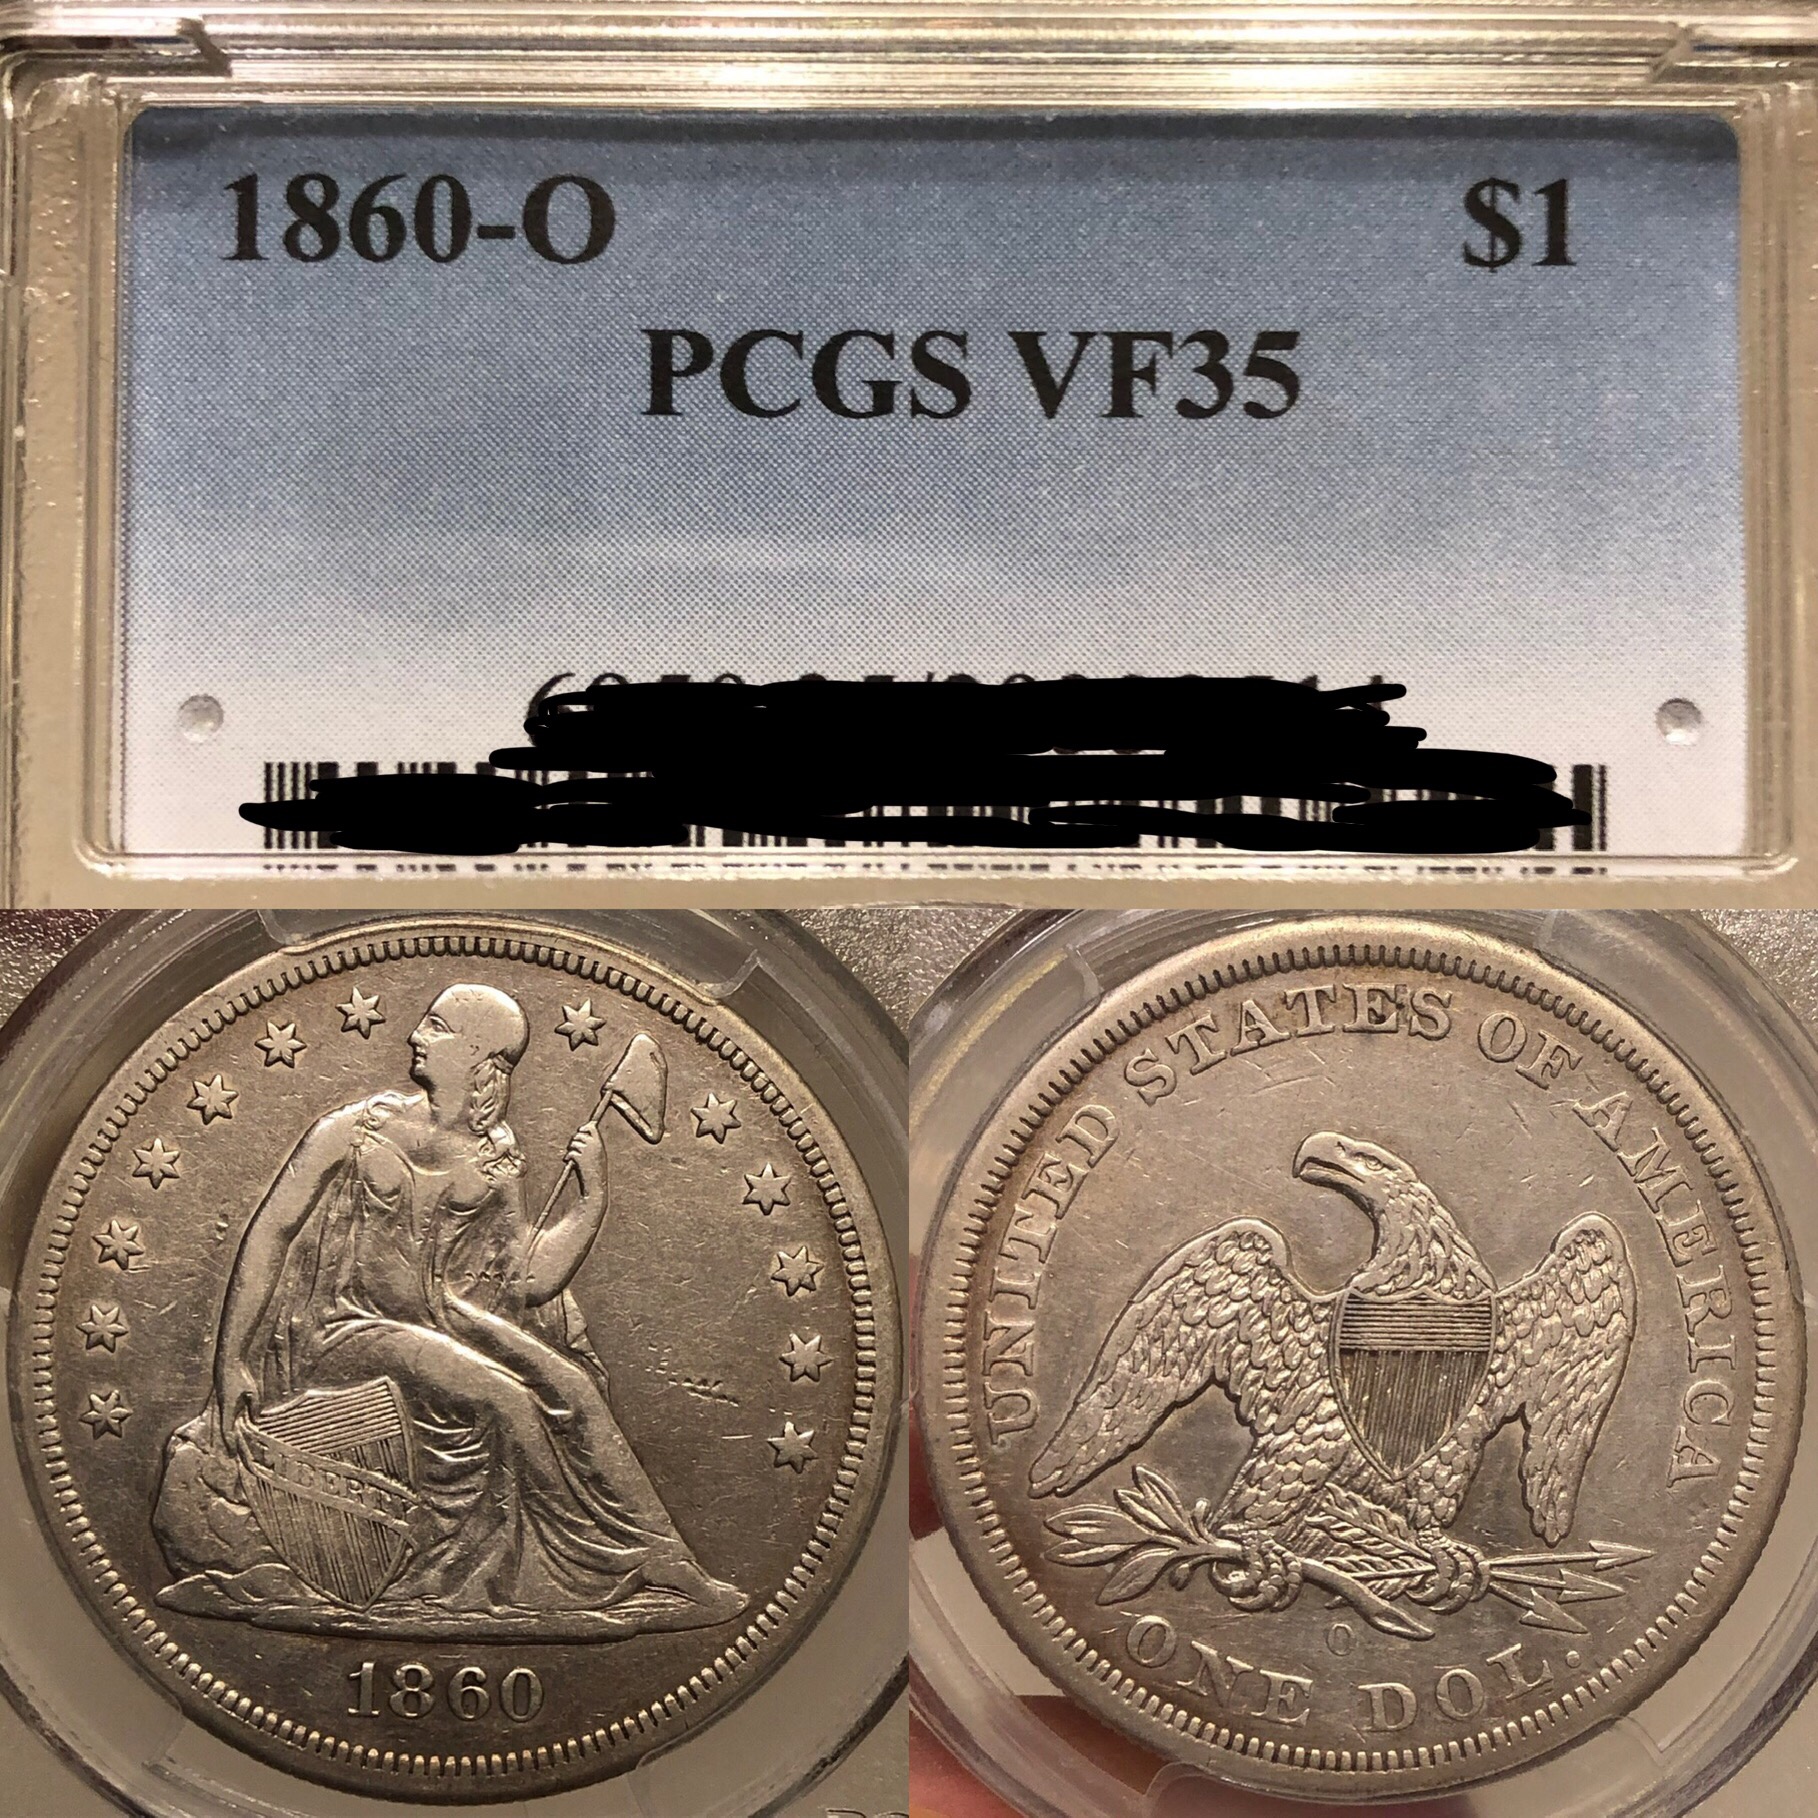 1860-O $1
PCGS VF35
LIBERTY
1860
UNITED STATES OF AMERICA
O
ONE DOL.